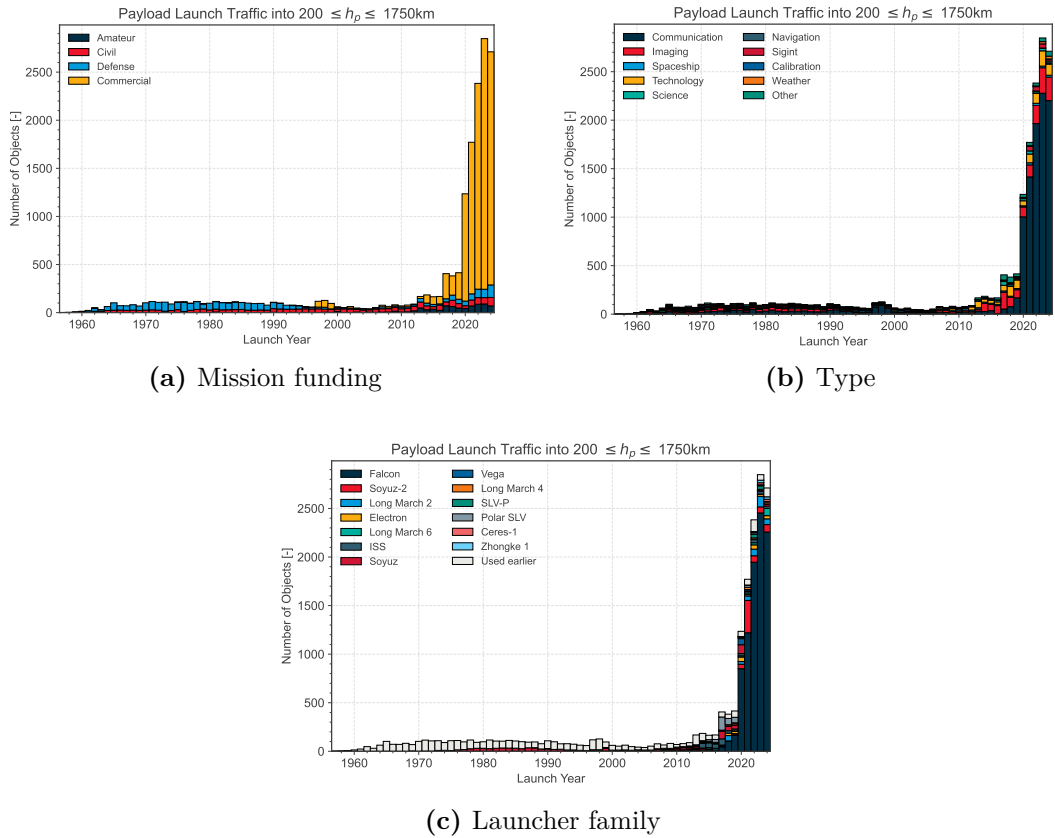 Payload Launch Traffic into 200 ≤ hₚ ≤ 1750km
Number of Objects [-]
2500
2000
1500
1000
500
0
Amateur
Civil
Defense
Commercial
1960 1970 1980 1990 2000 2010 2020
Launch Year
(a) Mission funding
Payload Launch Traffic into 200 ≤ hₚ ≤ 1750km
Number of Objects [-]
2500
2000
1500
1000
500
0
Communication Navigation
Imaging Sigint
Spaceship Calibration
Technology Weather
Science Other
1960 1970 1980 1990 2000 2010 2020
Launch Year
(b) Type
Payload Launch Traffic into 200 ≤ hₚ ≤ 1750km
Number of Objects [-]
2500
2000
1500
1000
500
0
Falcon Vega
Soyuz-2 Long March 4
Long March 2 SLV-P
Electron Polar SLV
Long March 6 Ceres-1
ISS Zhongke 1
Soyuz Used earlier
1960 1970 1980 1990 2000 2010 2020
Launch Year
(c) Launcher family